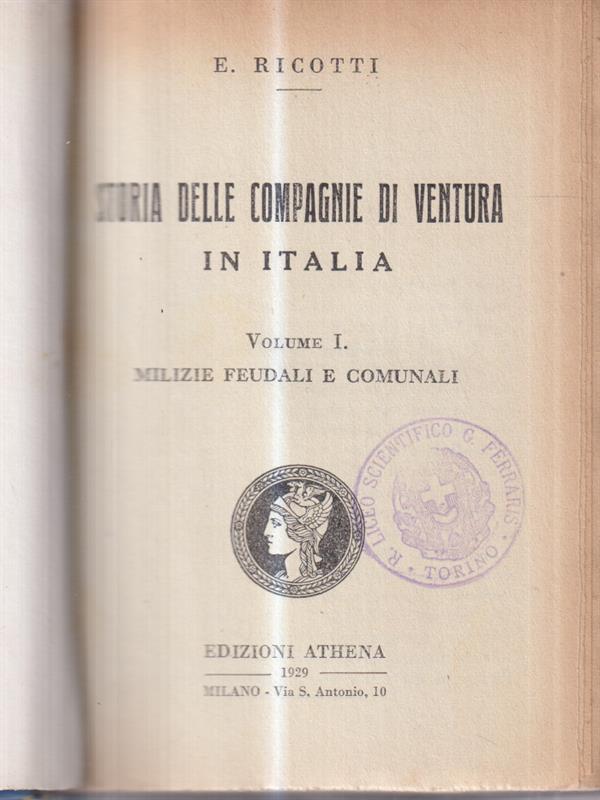 E. RICOTTI
STORIA DELLE COMPAGNIE DI VENTURA
IN ITALIA
VOLUME I.
MILIZIE FEUDALI E COMUNALI
R. LICEO SCIENTIFICO G. FERRARIS
• TORINO •
EDIZIONI ATHENA
1929
MILANO - Via S. Antonio, 10